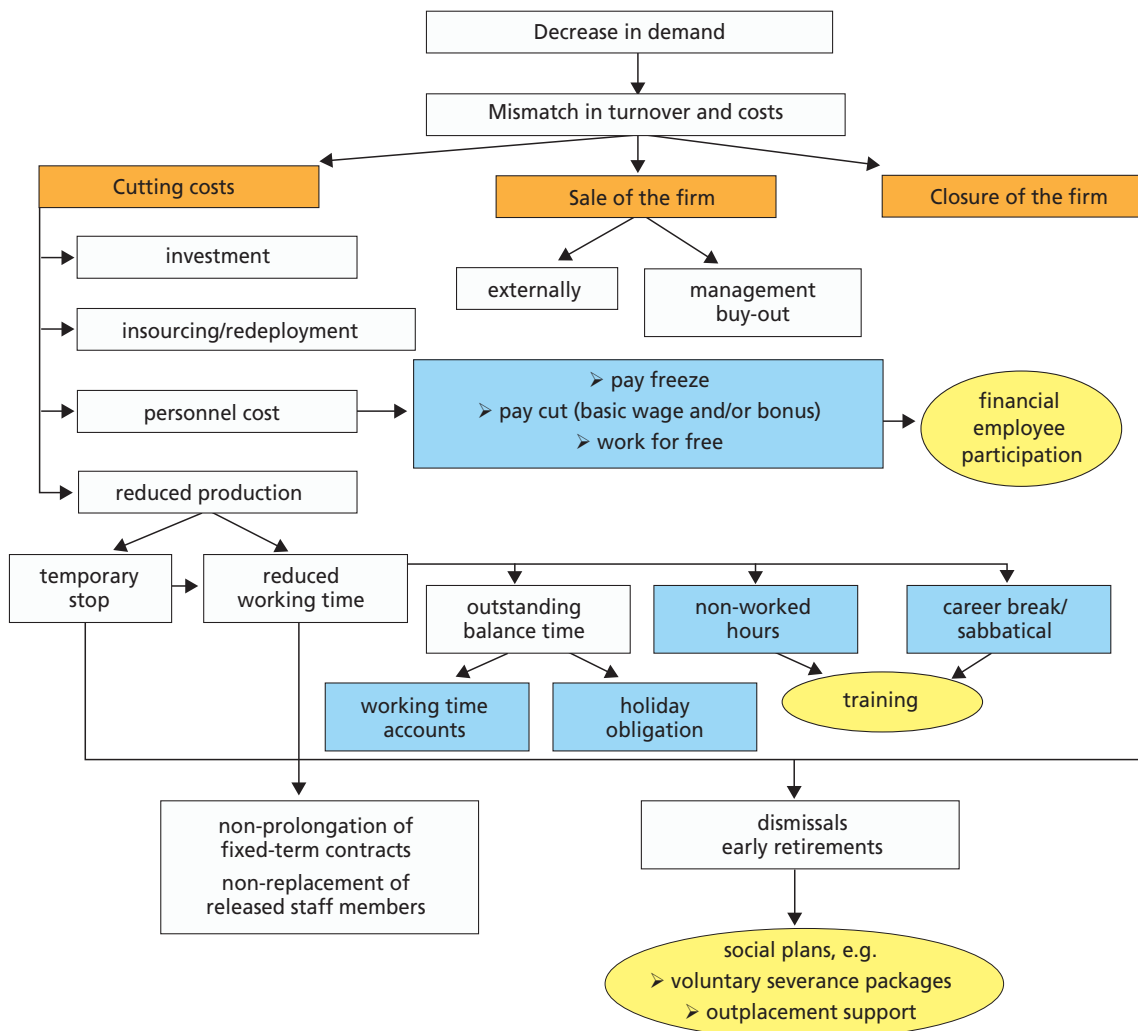 Decrease in demand
Mismatch in turnover and costs
Cutting costs
Sale of the firm
Closure of the firm
investment
externally
management
buy-out
insourcing/redeployment
personnel cost
➢ pay freeze
➢ pay cut (basic wage and/or bonus)
➢ work for free
financial
employee
participation
reduced production
temporary
stop
reduced
working time
outstanding
balance time
non-worked
hours
career break/
sabbatical
working time
accounts
holiday
obligation
training
non-prolongation of
fixed-term contracts
non-replacement of
released staff members
dismissals
early retirements
social plans, e.g.
➢ voluntary severance packages
➢ outplacement support